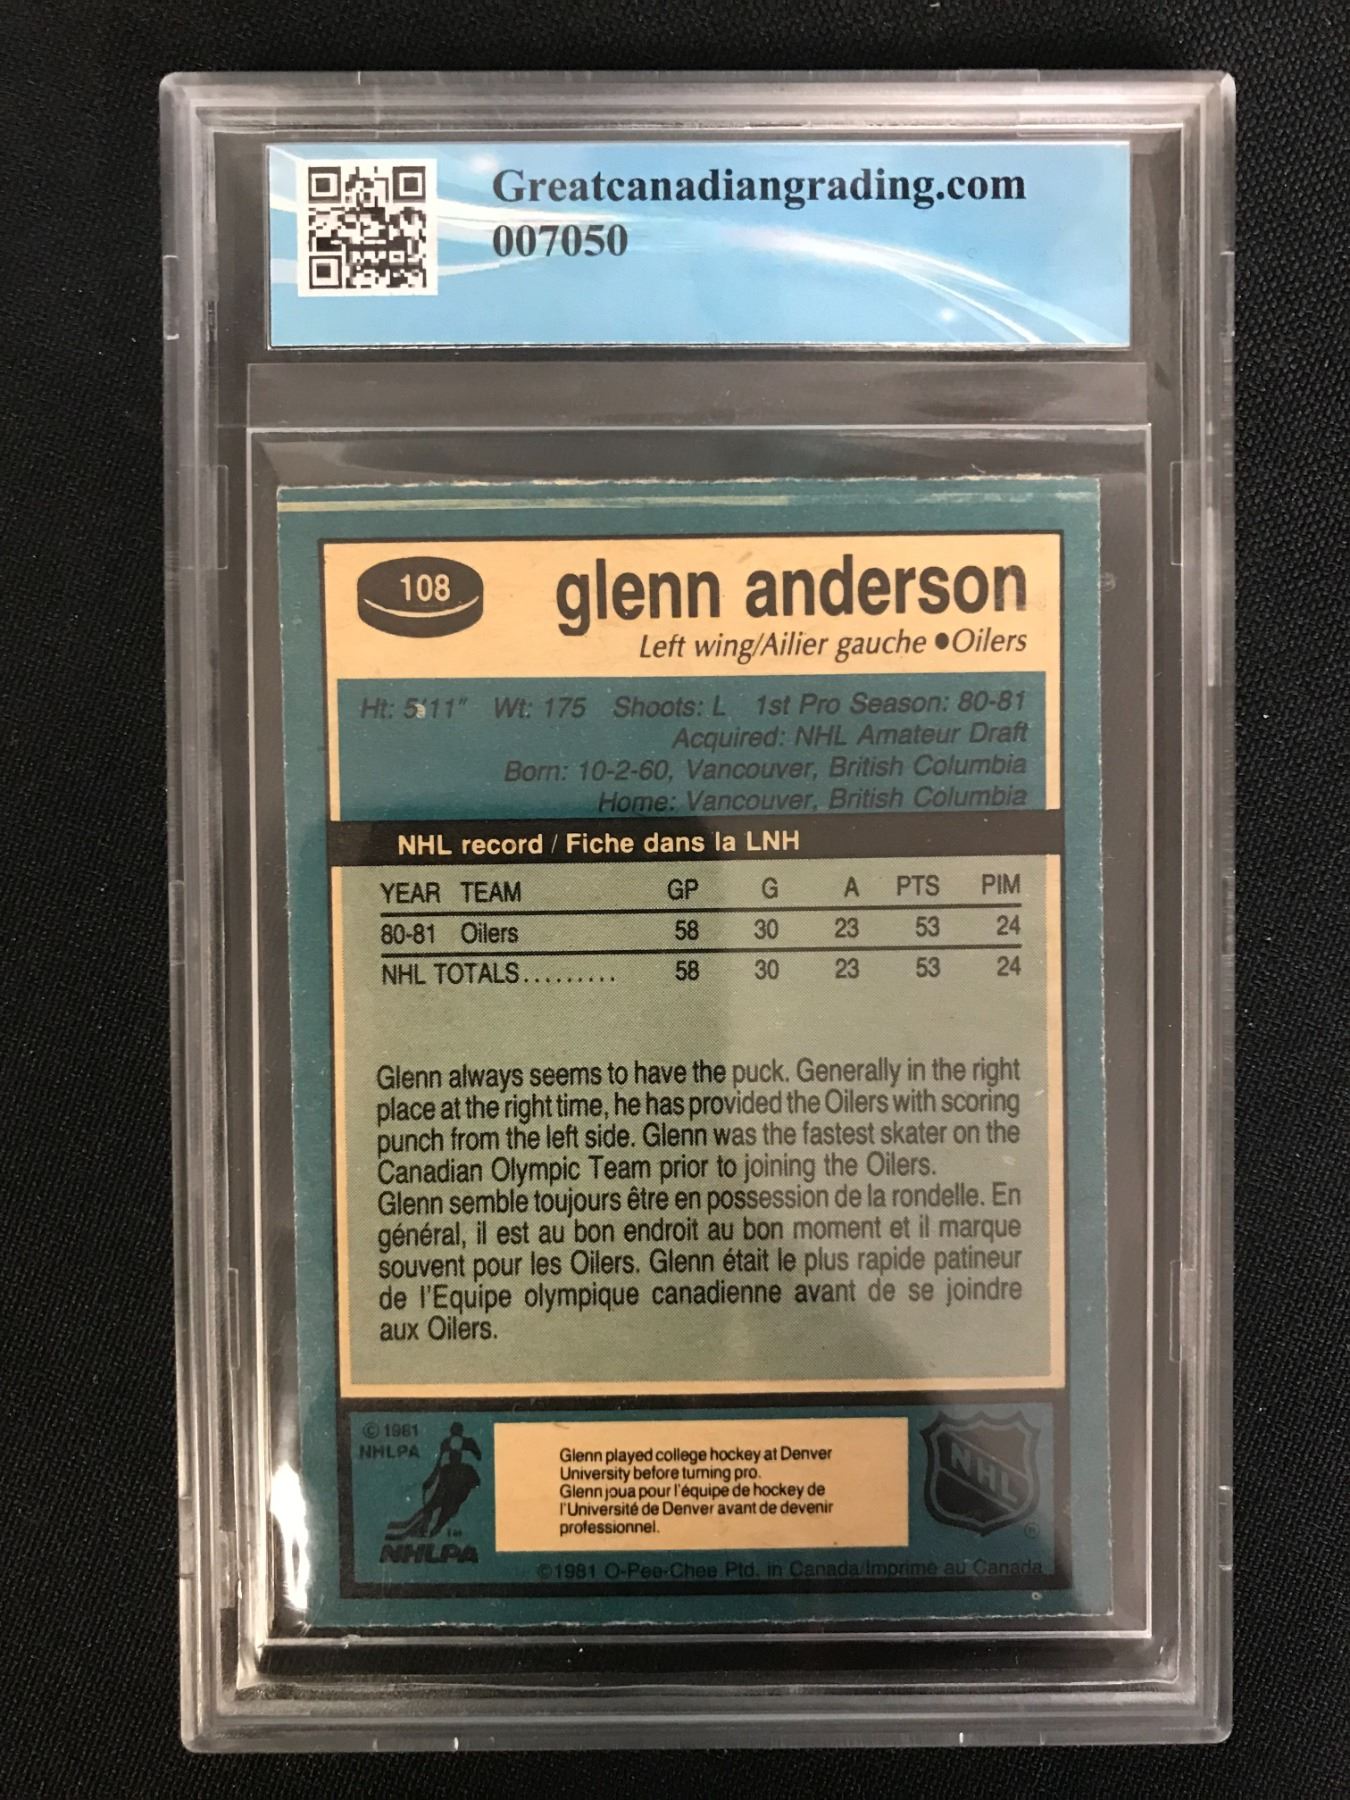 Greatcanadiangrading.com
007050
108
glenn anderson
Left wing/Ailier gauche ●Oilers
Ht: 5'11" Wt: 175 Shoots: L 1st Pro Season: 80-81
Acquired: NHL Amateur Draft
Born: 10-2-60, Vancouver, British Columbia
Home: Vancouver, British Columbia
NHL record / Fiche dans la LNH
YEAR TEAM GP G A PTS PIM
80-81 Oilers 58 30 23 53 24
NHL TOTALS......... 58 30 23 53 24
Glenn always seems to have the puck. Generally in the right
place at the right time, he has provided the Oilers with scoring
punch from the left side. Glenn was the fastest skater on the
Canadian Olympic Team prior to joining the Oilers.
Glenn semble toujours être en possession de la rondelle. En
général, il est au bon endroit au bon moment et il marque
souvent pour les Oilers. Glenn était le plus rapide patineur
de l'Equipe olympique canadienne avant de se joindre
aux Oilers.
© 1981
NHLPA
TM
NHLPA
Glenn played college hockey at Denver
University before turning pro.
Glenn joua pour l'équipe de hockey de
l'Université de Denver avant de devenir
professionnel.
NHL
®
©1981 O-Pee-Chee Ptd. in Canada/Imprimé au Canada